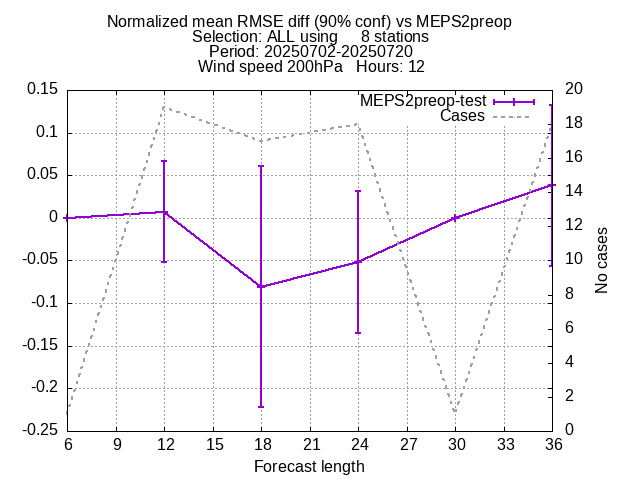 Normalized mean RMSE diff (90% conf) vs MEPS2preop
Selection: ALL using 8 stations
Period: 20250702-20250720
Wind speed 200hPa Hours: 12
MEPS2preop-test
Cases
0.15
0.1
0.05
0
-0.05
-0.1
-0.15
-0.2
-0.25
20
18
16
14
12
10
8
6
4
2
0
No cases
6 9 12 15 18 21 24 27 30 33 36
Forecast length